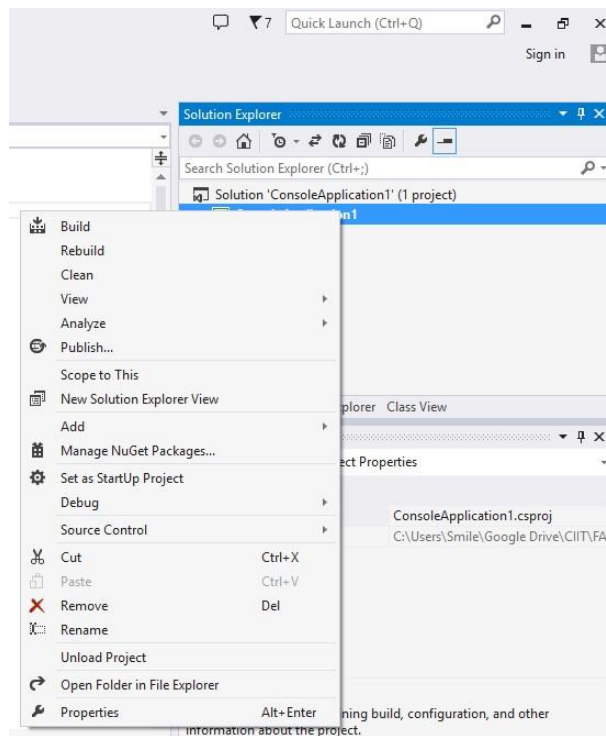 7 Quick Launch (Ctrl+Q)
Sign in
Solution Explorer
Search Solution Explorer (Ctrl+;)
Solution 'ConsoleApplication1' (1 project)
Build
Rebuild
Clean
View
Analyze
Publish...
Scope to This
New Solution Explorer View
Add
Manage NuGet Packages...
Set as StartUp Project
Debug
Source Control
Cut Ctrl+X
Paste Ctrl+V
Remove Del
Rename
Unload Project
Open Folder in File Explorer
Properties Alt+Enter
plorer Class View
ect Properties
ConsoleApplication1.csproj
C:\Users\Smile\Google Drive\CIIT\FA
ning build, configuration, and other
information about the project.